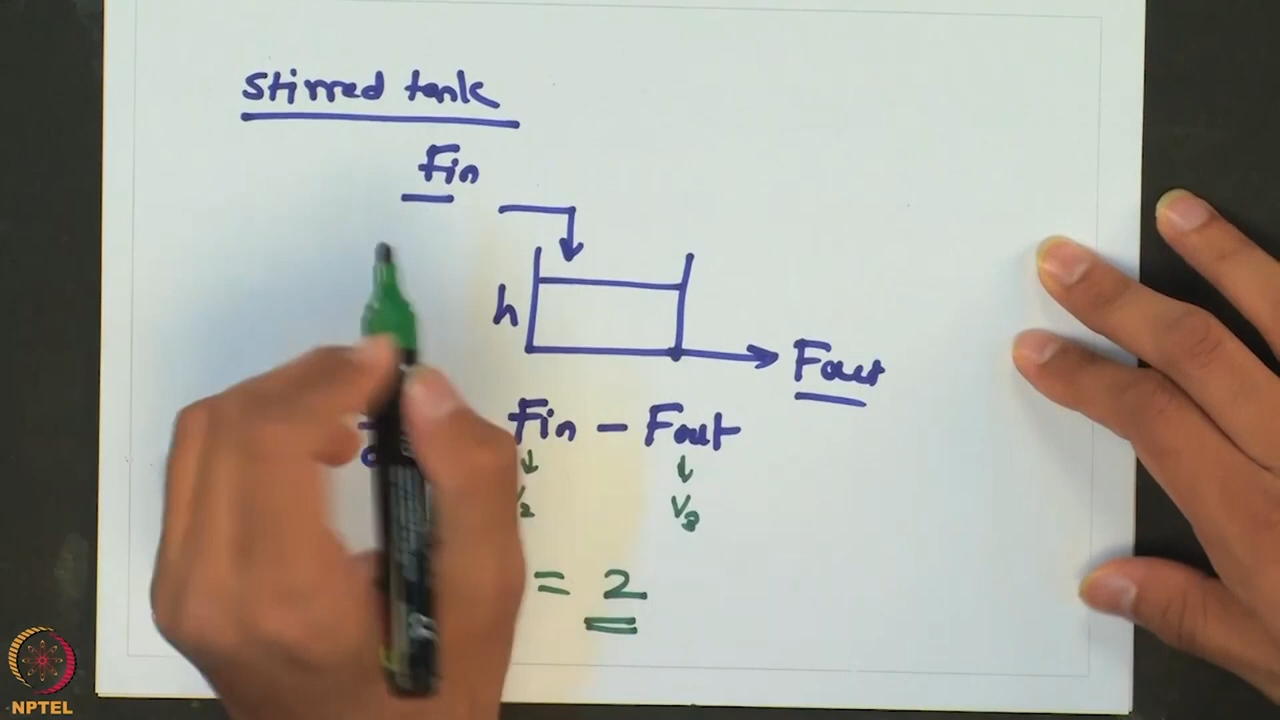 Stirred tank
Fin
h
Fout
Fin - Fout
↓ ↓
V2 V3
= 2
NPTEL